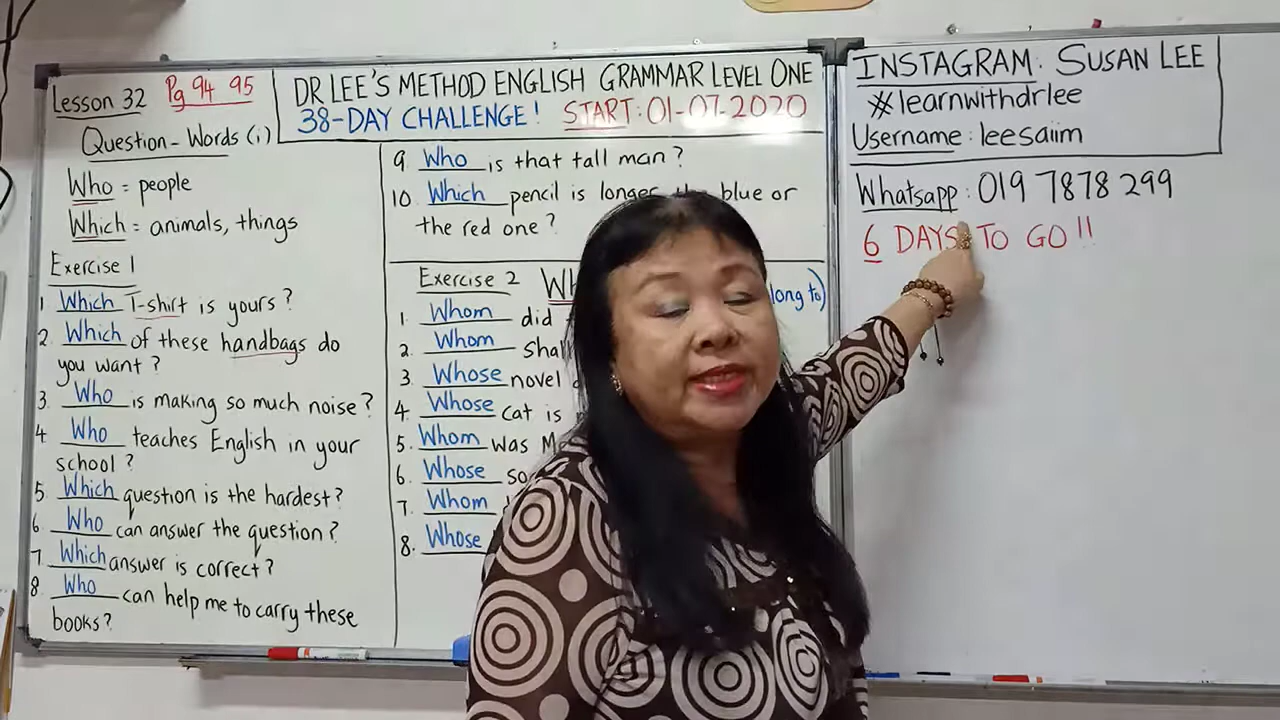 Lesson 32 Pg 94 95
DR LEE'S METHOD ENGLISH GRAMMAR LEVEL ONE
38-DAY CHALLENGE! START: 01-07-2020
Question-Words (i)
Who = people
Which = animals, things
Exercise 1
1 Which T-shirt is yours?
2. Which of these handbags do
you want?
3. Who is making so much noise?
4 Who teaches English in your
school?
5 Which question is the hardest?
6. Who can answer the question?
7 Which answer is correct?
8. Who can help me to carry these
books?
9. Who is that tall man?
10. Which pencil is longer, the blue or
the red one?
Exercise 2 long to)
1. Whom did
2. Whom
3. Whose novel
4. Whose cat is
5. Whom was
6. Whose
7. Whom
8. Whose
INSTAGRAM: SUSAN LEE
#learnwithdrlee
Username: leesaiim
Whatsapp: 019 7878 299
6 DAYS TO GO!!